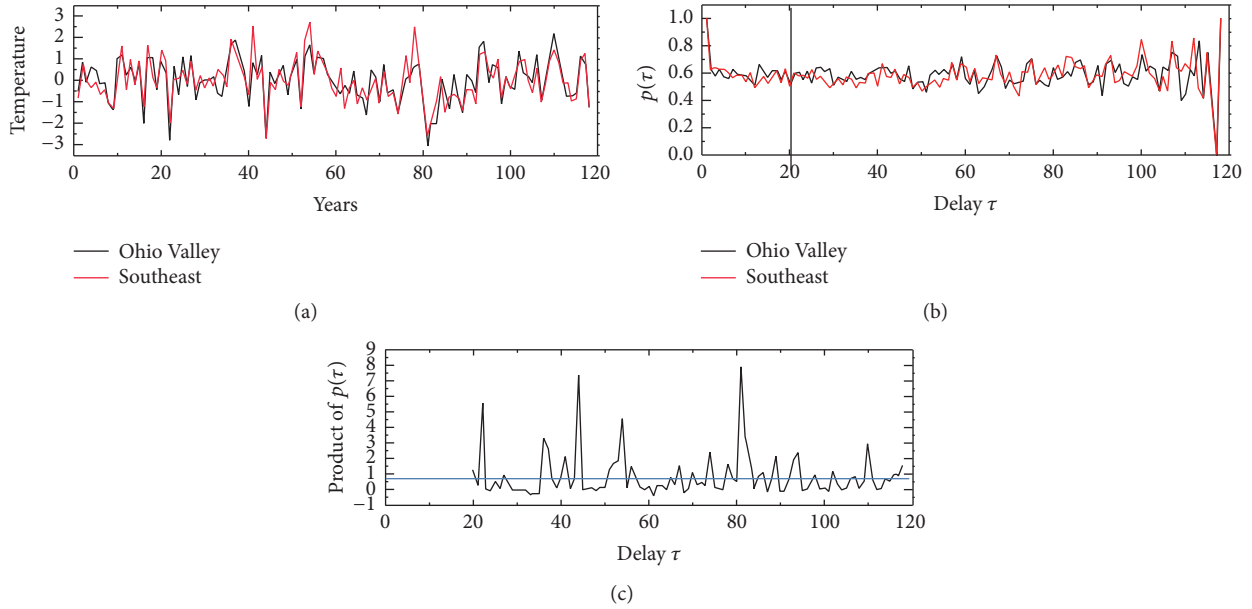 3
2
1
0
−1
−2
−3
Temperature
0 20 40 60 80 100 120
Years
Ohio Valley
Southeast
(a)
1.0
0.8
0.6
0.4
0.2
0.0
p(τ)
0 20 40 60 80 100 120
Delay τ
Ohio Valley
Southeast
(b)
9
8
7
6
5
4
3
2
1
0
−1
Product of p(τ)
0 20 40 60 80 100 120
Delay τ
(c)